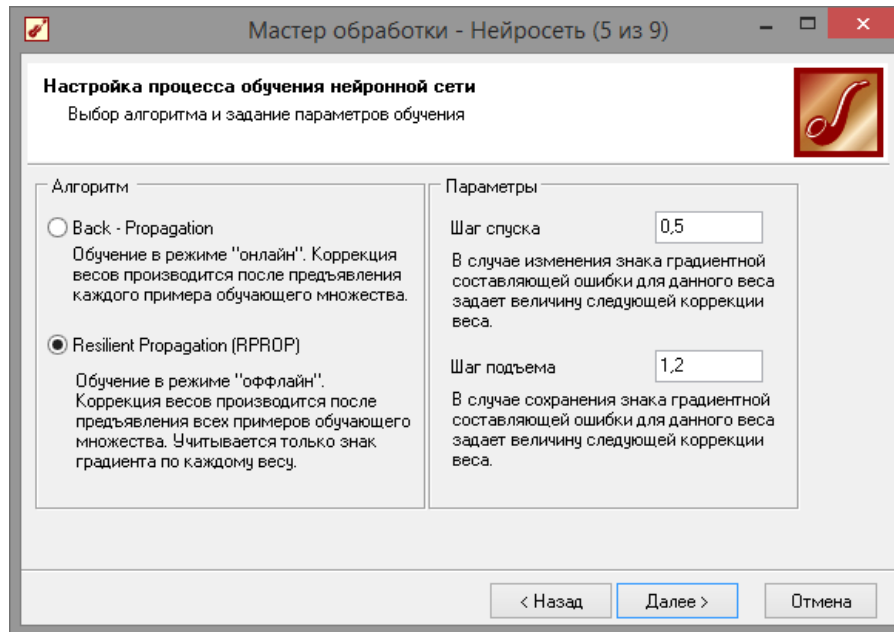 Мастер обработки - Нейросеть (5 из 9)
Настройка процесса обучения нейронной сети
Выбор алгоритма и задание параметров обучения
Алгоритм
Back - Propagation
Обучение в режиме "онлайн". Коррекция
весов производится после предъявления
каждого примера обучающего множества.
Resilient Propagation (RPROP)
Обучение в режиме "оффлайн".
Коррекция весов производится после
предъявления всех примеров обучающего
множества. Учитывается только знак
градиента по каждому весу.
Параметры
Шаг спуска 0,5
В случае изменения знака градиентной
составляющей ошибки для данного веса
задает величину следующей коррекции
веса.
Шаг подъема 1,2
В случае сохранения знака градиентной
составляющей ошибки для данного веса
задает величину следующей коррекции
веса.
< Назад Далее > Отмена